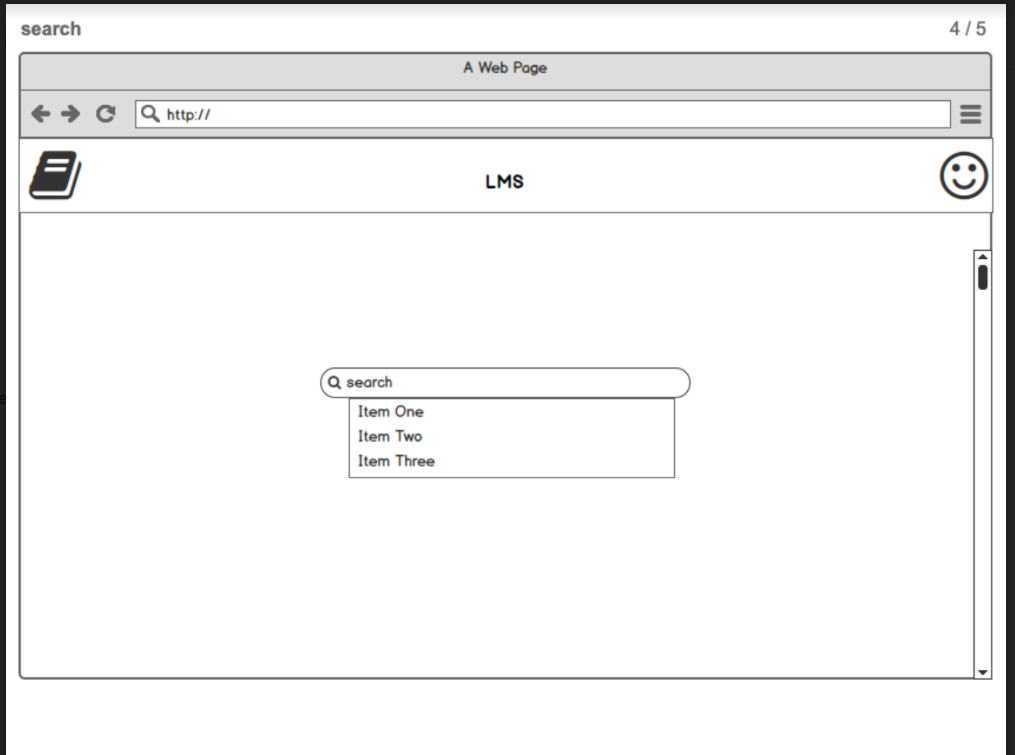 search
4 / 5
A Web Page
http://
LMS
search
Item One
Item Two
Item Three